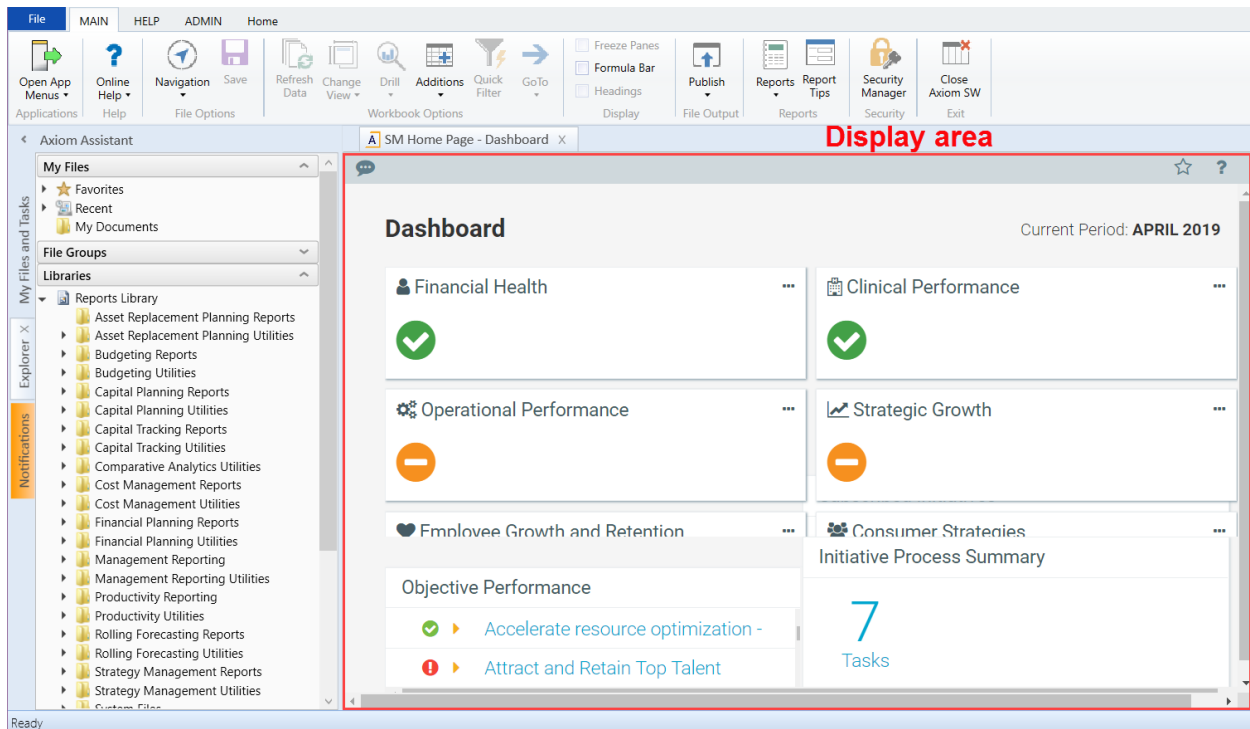 File MAIN HELP ADMIN Home
Open App Menus
Online Help
Navigation
Save
Refresh Data
Change View
Drill
Additions
Quick Filter
GoTo
Freeze Panes
Formula Bar
Headings
Publish
Reports
Report Tips
Security Manager
Close Axiom SW
Applications Help File Options Workbook Options Display File Output Reports Security Exit
Axiom Assistant
A SM Home Page - Dashboard X
Display area
My Files and Tasks
Explorer X
Notifications
My Files
Favorites
Recent
My Documents
File Groups
Libraries
Reports Library
Asset Replacement Planning Reports
Asset Replacement Planning Utilities
Budgeting Reports
Budgeting Utilities
Capital Planning Reports
Capital Planning Utilities
Capital Tracking Reports
Capital Tracking Utilities
Comparative Analytics Utilities
Cost Management Reports
Cost Management Utilities
Financial Planning Reports
Financial Planning Utilities
Management Reporting
Management Reporting Utilities
Productivity Reporting
Productivity Utilities
Rolling Forecasting Reports
Rolling Forecasting Utilities
Strategy Management Reports
Strategy Management Utilities
System Files
?
Dashboard
Current Period: APRIL 2019
Financial Health
Clinical Performance
Operational Performance
Strategic Growth
Employee Growth and Retention
Consumer Strategies
Objective Performance
Accelerate resource optimization -
Attract and Retain Top Talent
Initiative Process Summary
7
Tasks
Ready